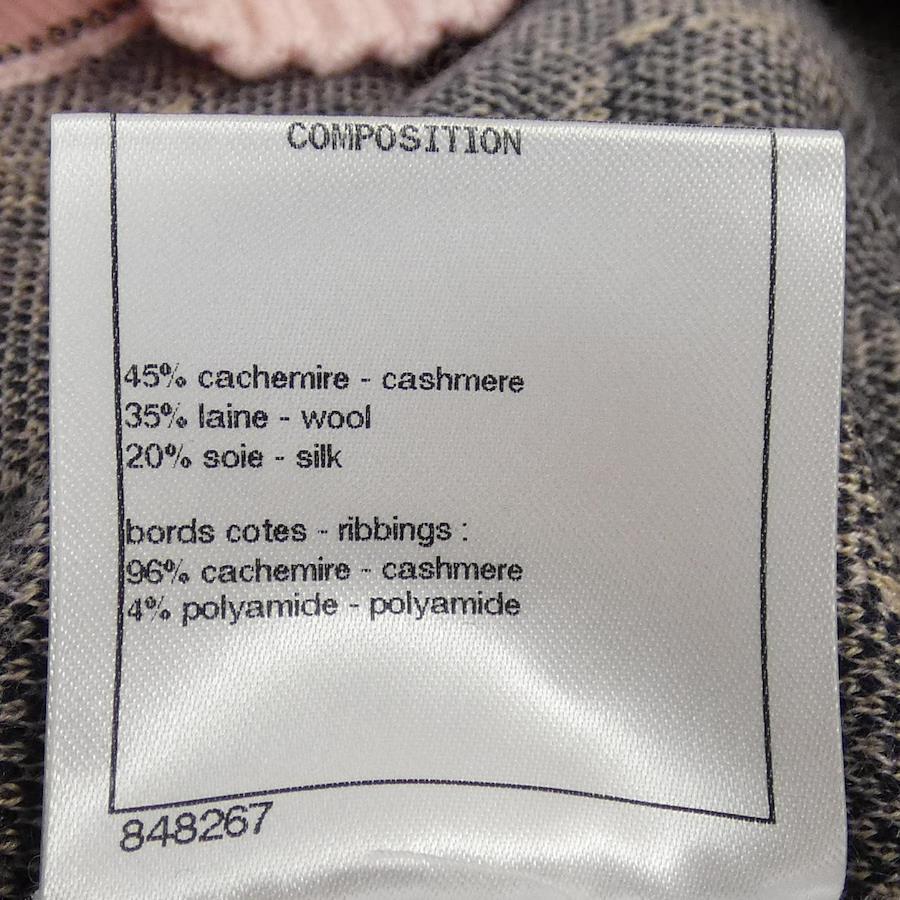 COMPOSITION
45% cachemire - cashmere
35% laine - wool
20% soie - silk
bords cotes - ribbings :
96% cachemire - cashmere
4% polyamide - polyamide
848267